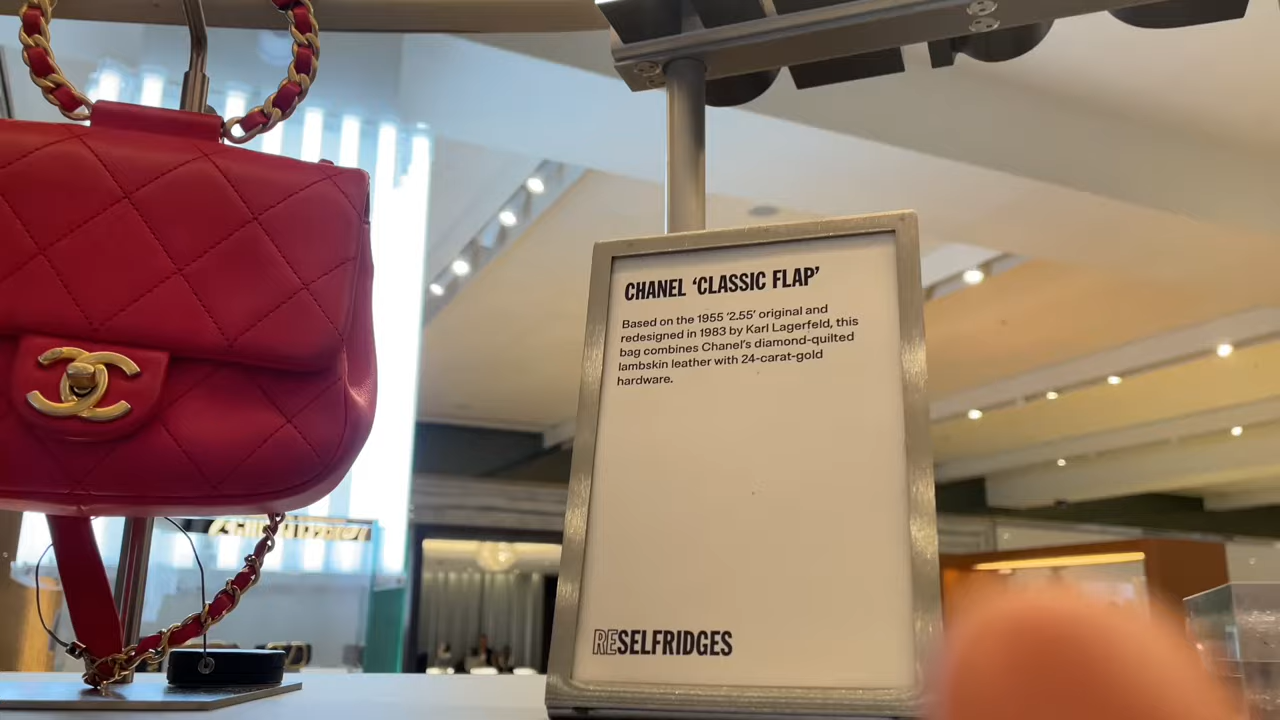 CHANEL ‘CLASSIC FLAP’
Based on the 1955 ‘2.55’ original and
redesigned in 1983 by Karl Lagerfeld, this
bag combines Chanel’s diamond-quilted
lambskin leather with 24-carat-gold
hardware.
RESELFRIDGES